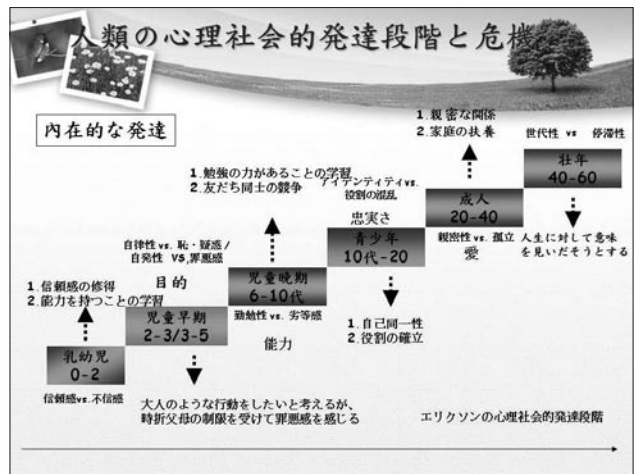 人類の心理社会的発達段階と危機
内在的な発達
1.親密な関係
2.家庭の扶養
世代性 vs 停滞性
壮年
40-60
1.勉強の力があることの学習
2.友だち同士の競争
アイデンティティvs.
役割の混乱
忠実さ
成人
20-40
親密性 vs. 孤立
愛
人生に対して意味
を見いだそうとする
自律性 vs. 恥・疑惑 /
自発性 VS,罪悪感
目的
青少年
10代-20
1.信頼感の修得
2.能力を持つことの学習
児童晩期
6-10代
勤勉性 vs. 劣等感
能力
児童早期
2-3/3-5
1.自己同一性
2.役割の確立
乳幼児
0-2
信頼感vs.不信感
大人のような行動をしたいと考えるが、
時折父母の制限を受けて罪悪感を感じる
エリクソンの心理社会的発達段階